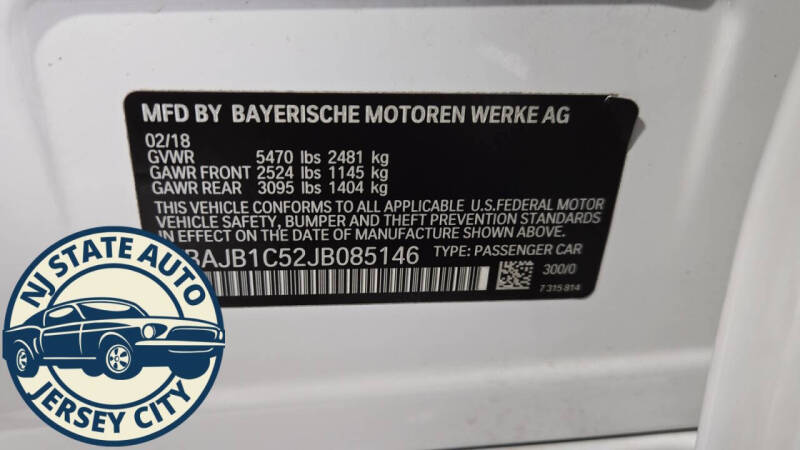 MFD BY BAYERISCHE MOTOREN WERKE AG
02/18
GVWR 5470 lbs 2481 kg
GAWR FRONT 2524 lbs 1145 kg
GAWR REAR 3095 lbs 1404 kg
THIS VEHICLE CONFORMS TO ALL APPLICABLE U.S.FEDERAL MOTOR
VEHICLE SAFETY, BUMPER AND THEFT PREVENTION STANDARDS
IN EFFECT ON THE DATE OF MANUFACTURE SHOWN ABOVE.
BAJB1C52JB085146 TYPE: PASSENGER CAR
300/0
7 315 814
NJ STATE AUTO
JERSEY CITY